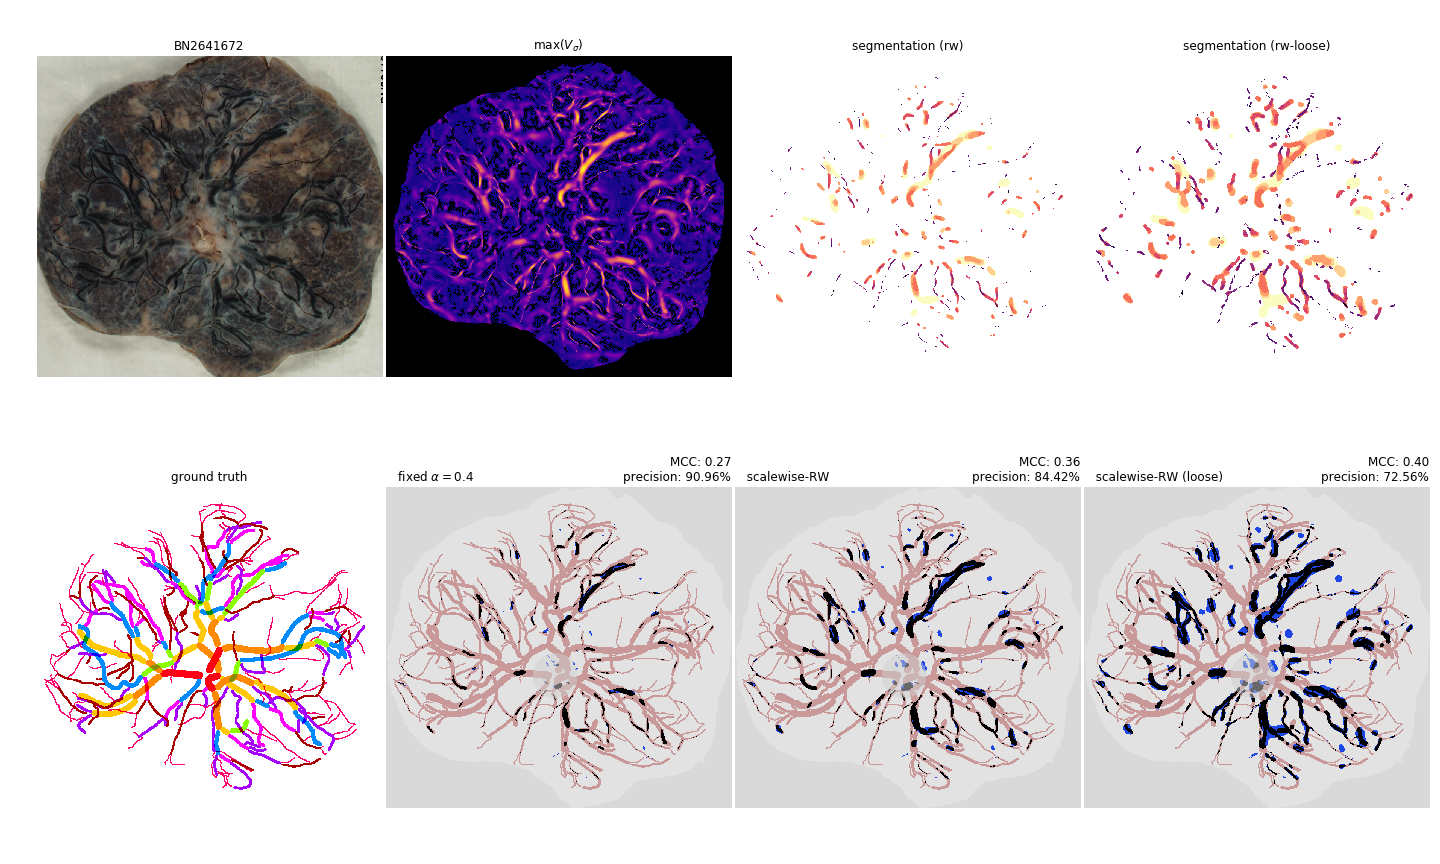 BN2641672
max(V_σ)
segmentation (rw)
segmentation (rw-loose)
ground truth
fixed α = 0.4
MCC: 0.27
precision: 90.96%
scalewise-RW
MCC: 0.36
precision: 84.42%
scalewise-RW (loose)
MCC: 0.40
precision: 72.56%